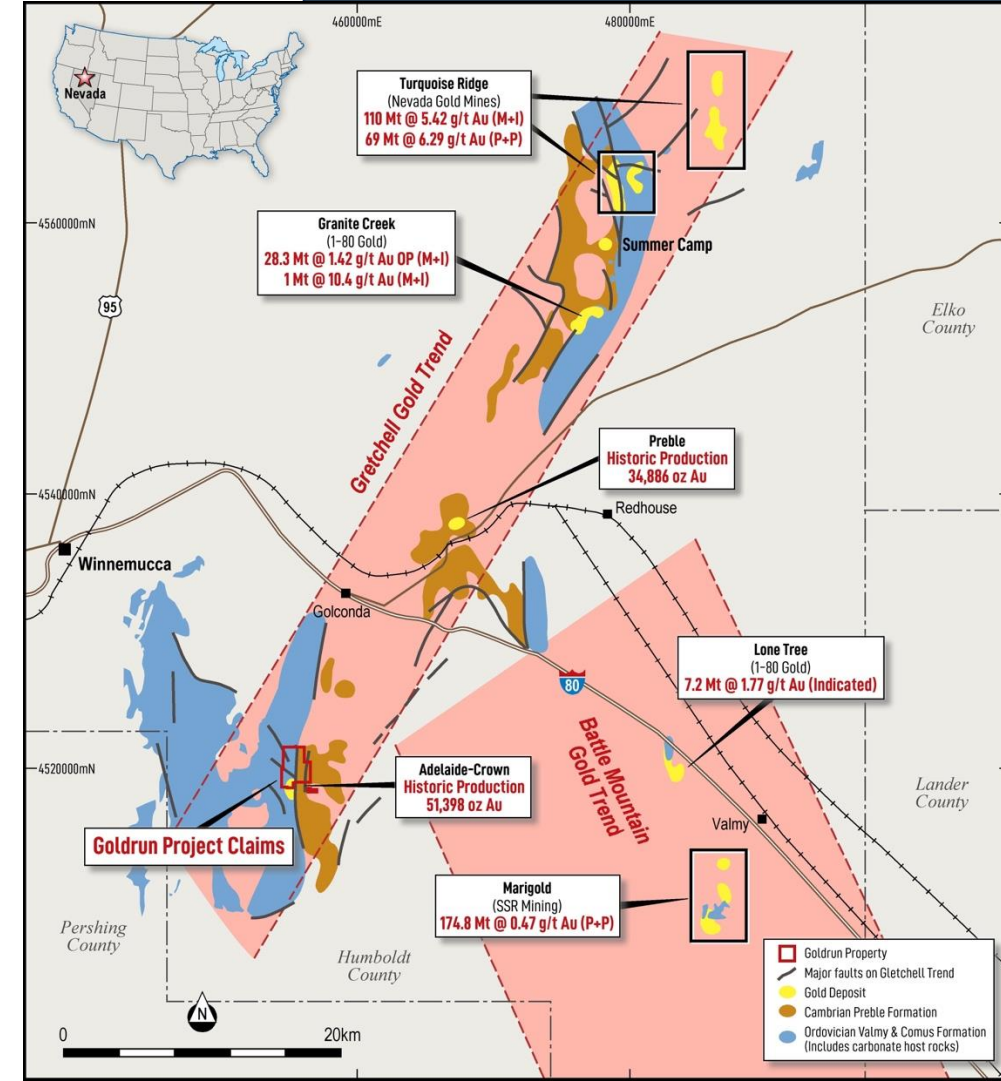 460000mE
480000mE
Nevada
Turquoise Ridge
(Nevada Gold Mines)
110 Mt @ 5.42 g/t Au (M+I)
69 Mt @ 6.29 g/t Au (P+P)
4560000mN
Granite Creek
(1-80 Gold)
28.3 Mt @ 1.42 g/t Au OP (M+I)
1 Mt @ 10.4 g/t Au (M+I)
Summer Camp
95
Elko
County
Gretchell Gold Trend
Preble
Historic Production
34,886 oz Au
4540000mN
Redhouse
Winnemucca
Golconda
Lone Tree
(1-80 Gold)
7.2 Mt @ 1.77 g/t Au (Indicated)
80
Battle Mountain
Gold Trend
4520000mN
Adelaide-Crown
Historic Production
51,398 oz Au
Lander
County
Valmy
Goldrun Project Claims
Marigold
(SSR Mining)
174.8 Mt @ 0.47 g/t Au (P+P)
Pershing
County
Humboldt
County
N
0
20km
Goldrun Property
Major faults on Gletchell Trend
Gold Deposit
Cambrian Preble Formation
Ordovician Valmy & Comus Formation
(Includes carbonate host rocks)